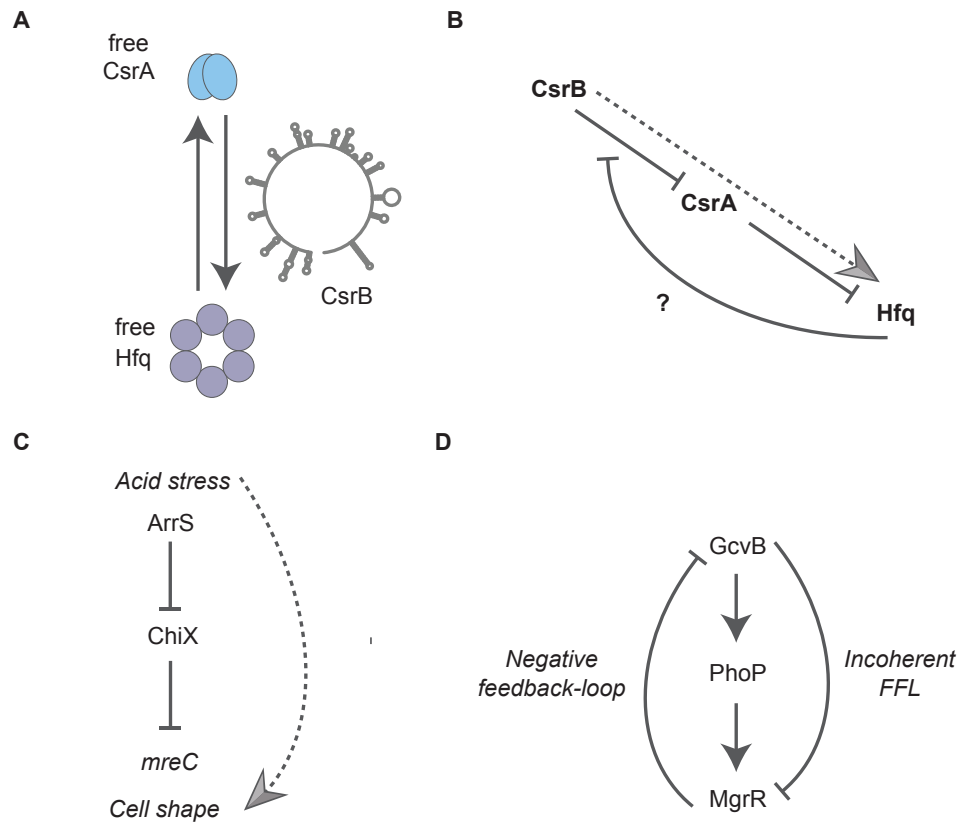 A
free
CsrA
CsrB
free
Hfq
B
CsrB
CsrA
?
Hfq
C
Acid stress
ArrS
ChiX
mreC
Cell shape
D
GcvB
Negative
feedback-loop
PhoP
Incoherent
FFL
MgrR